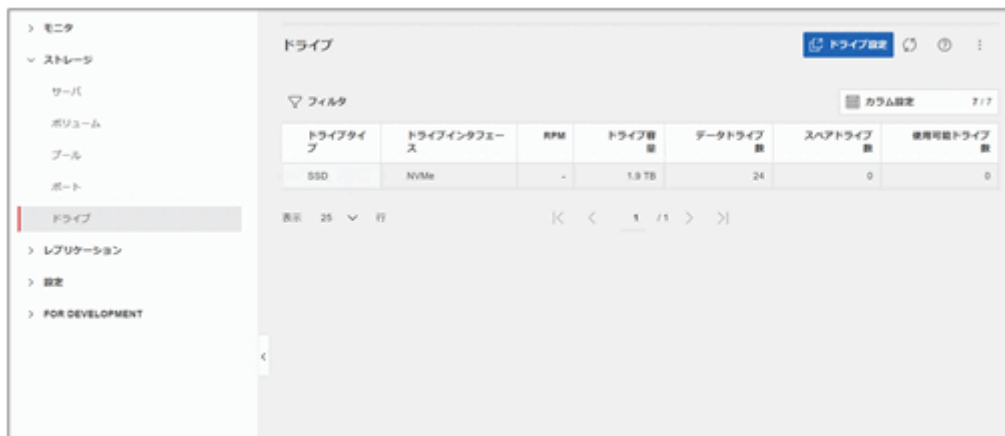 モニタ
ストレージ
サーバ
ボリューム
プール
ポート
ドライブ
レプリケーション
設定
FOR DEVELOPMENT
ドライブ
ドライブ設定
フィルタ
カラム設定 7 / 7
ドライブタイプ
ドライブインタフェース
RPM
ドライブ容量
データドライブ数
スペアドライブ数
使用可能ドライブ数
SSD NVMe - 1.9 TB 24 0 0
表示 25 行 1 / 1